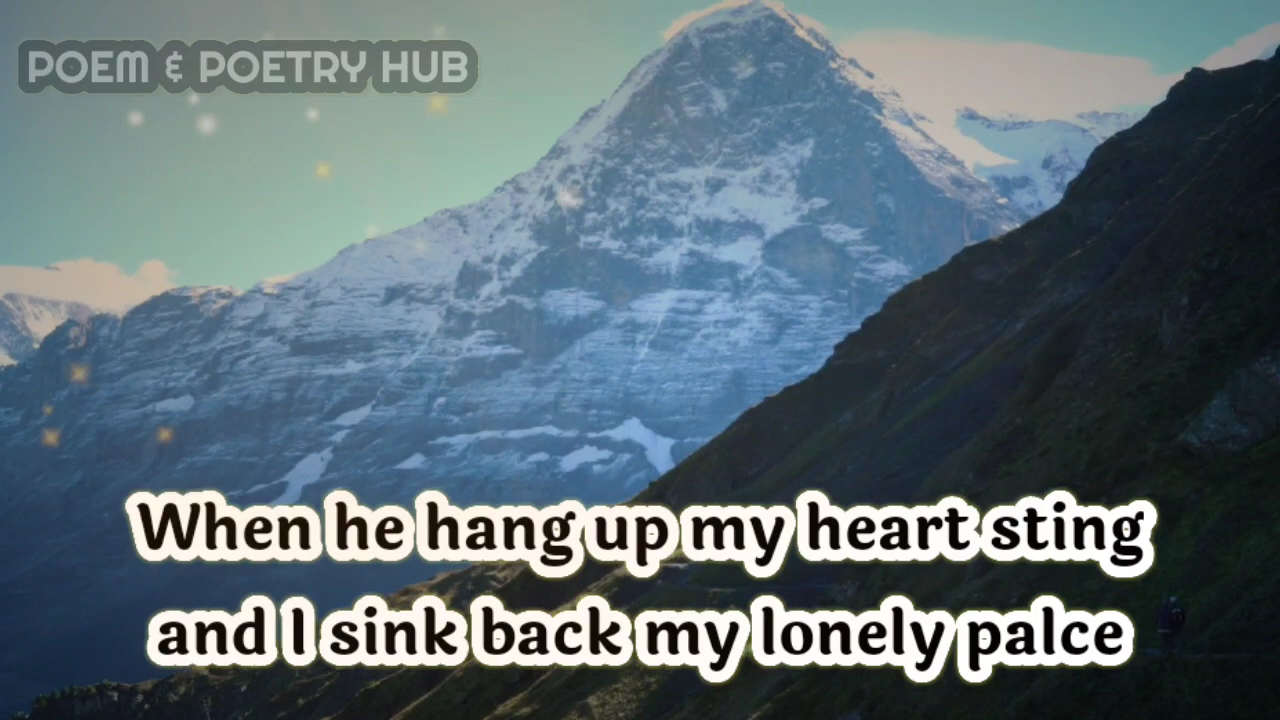 POEM & POETRY HUB
When he hang up my heart sting
and I sink back my lonely palce